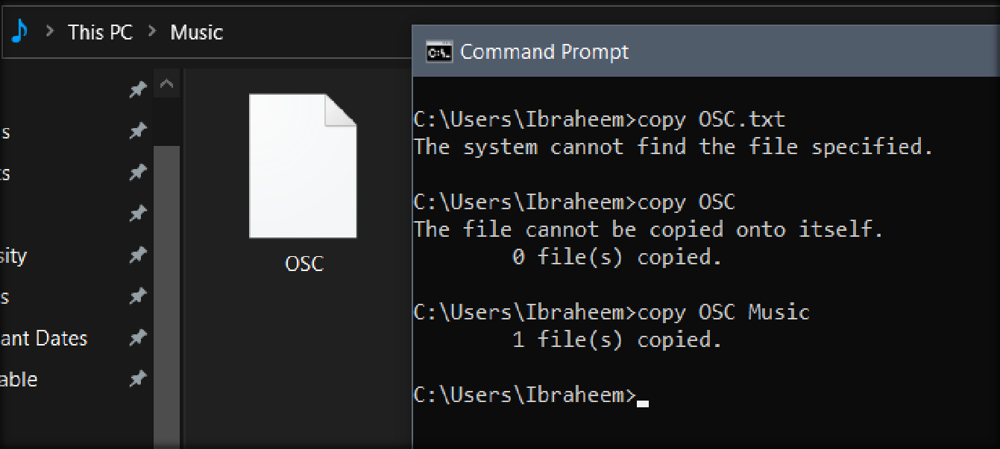 This PC > Music
s
ts
sity
s
ant Dates
able
OSC
C:\. Command Prompt
C:\Users\Ibraheem>copy OSC.txt
The system cannot find the file specified.
C:\Users\Ibraheem>copy OSC
The file cannot be copied onto itself.
0 file(s) copied.
C:\Users\Ibraheem>copy OSC Music
1 file(s) copied.
C:\Users\Ibraheem>